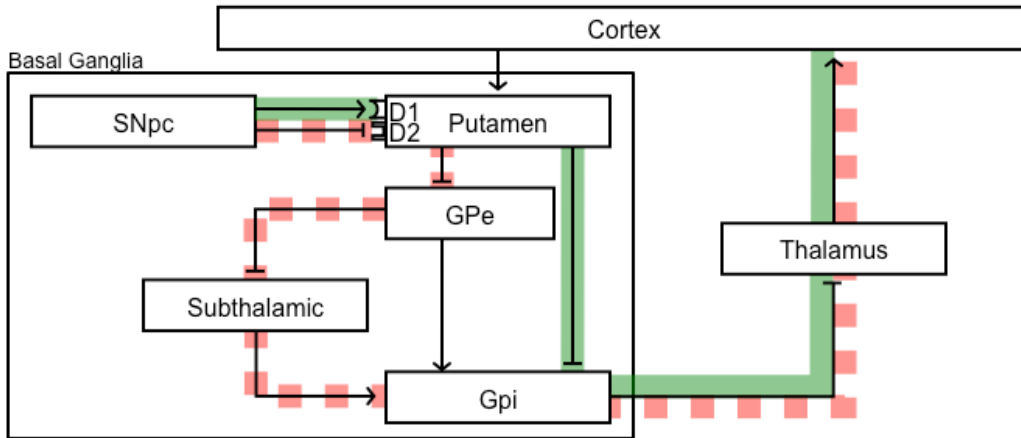 Cortex
Basal Ganglia
SNpc
D1
D2
Putamen
GPe
Thalamus
Subthalamic
Gpi